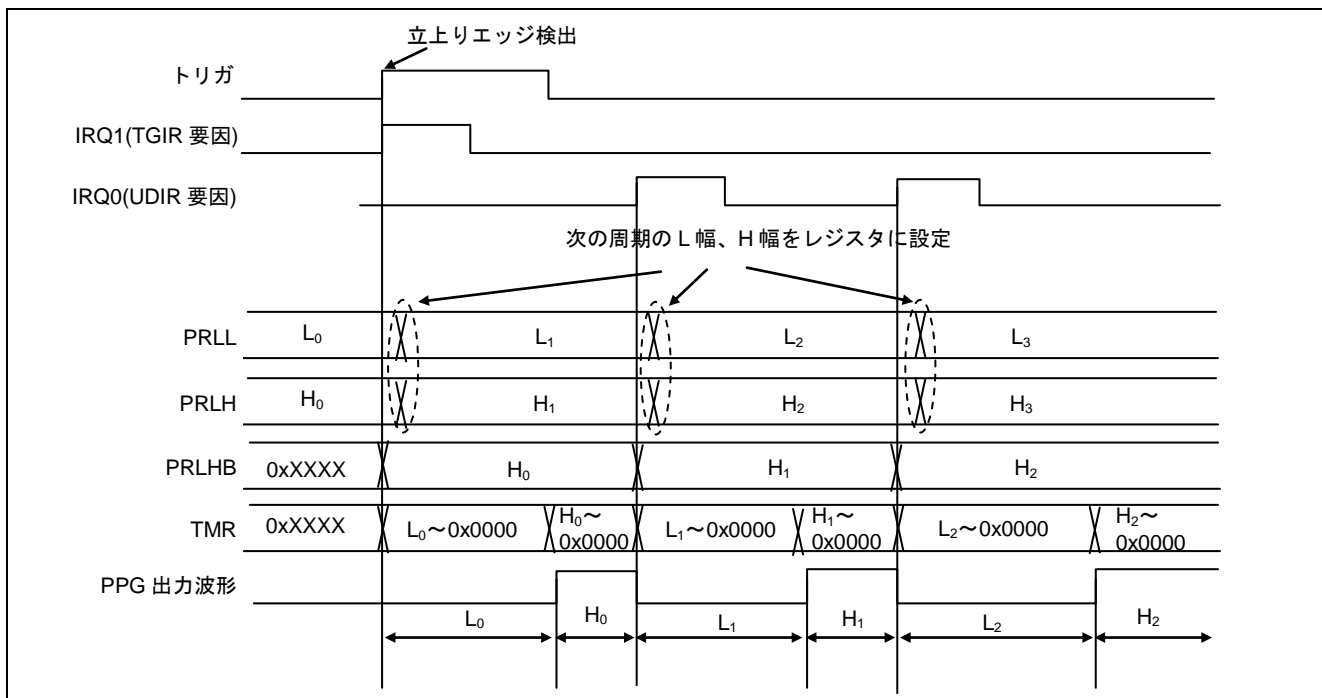 立上りエッジ検出
トリガ
IRQ1(TGIR 要因)
IRQ0(UDIR 要因)
次の周期の L 幅、H 幅をレジスタに設定
PRLL L₀ L₁ L₂ L₃
PRLH H₀ H₁ H₂ H₃
PRLHB 0xXXXX H₀ H₁ H₂
TMR 0xXXXX L₀～0x0000 H₀～0x0000 L₁～0x0000 H₁～0x0000 L₂～0x0000 H₂～0x0000
PPG 出力波形
L₀ H₀ L₁ H₁ L₂ H₂